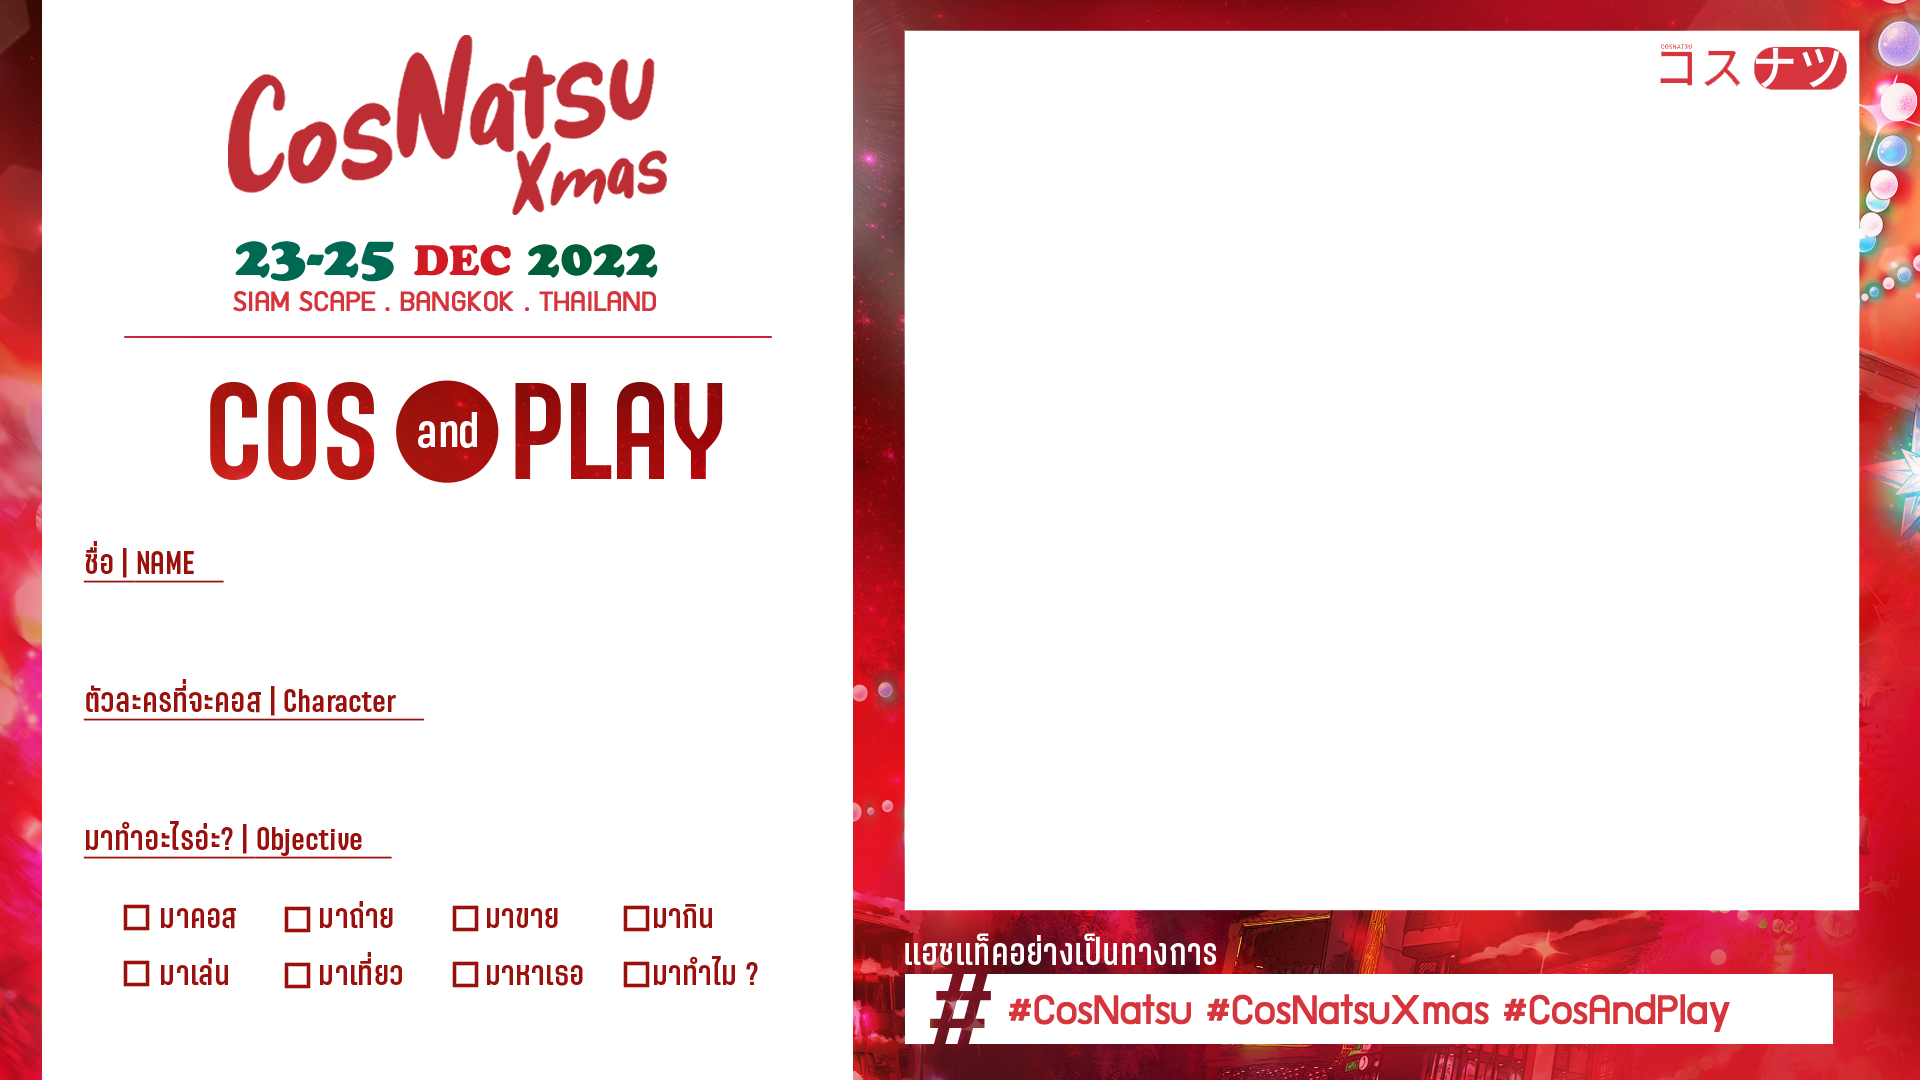 CosNatsu
Xmas
23-25 DEC 2022
SIAM SCAPE . BANGKOK . THAILAND
COS and PLAY
ชื่อ | NAME
ตัวละครที่จะคอส | Character
มาทำอะไรอ่ะ? | Objective
มาคอส มาถ่าย มาขาย มากิน
มาเล่น มาเที่ยว มาหาเธอ มาทำไม ?
COSNATSU
コスナツ
แฮชแท็คอย่างเป็นทางการ
# #CosNatsu #CosNatsuXmas #CosAndPlay